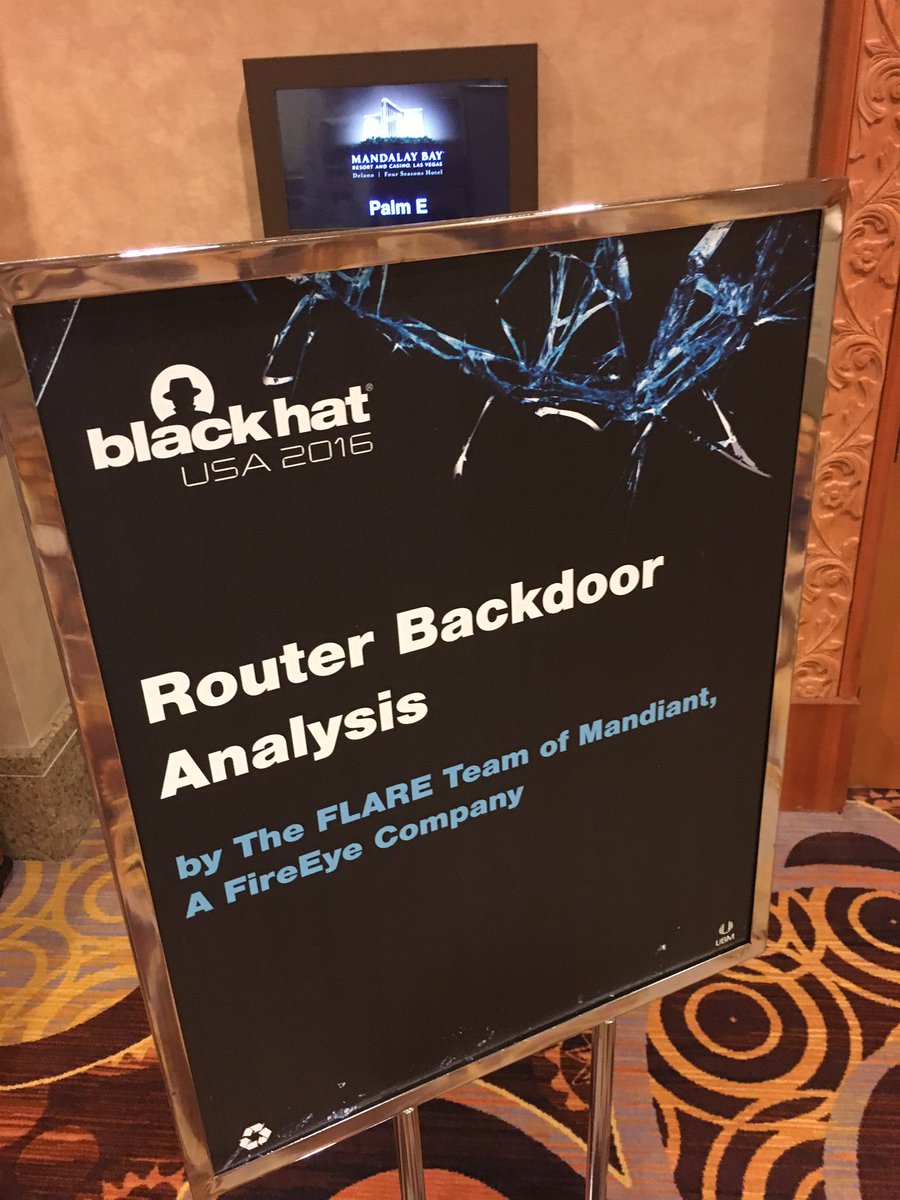 MANDALAY BAY®
RESORT AND CASINO, LAS VEGAS
Delano | Four Seasons Hotel
Palm E
black hat®
USA 2016
Router Backdoor
Analysis
by The FLARE Team of Mandiant,
A FireEye Company
UBM